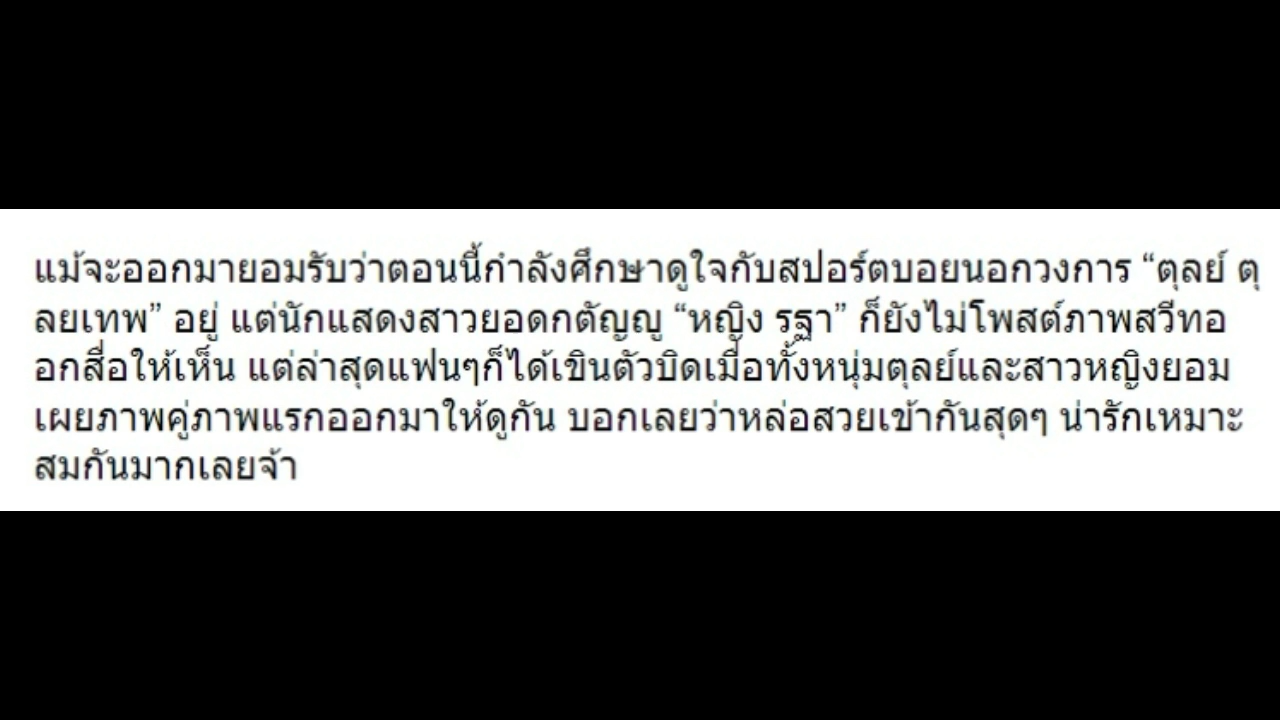 แม้จะออกมายอมรับว่าตอนนี้กำลังศึกษาดูใจกับสปอร์ตบอยนอกวงการ “ตุลย์ ตุ
ลยเทพ” อยู่ แต่นักแสดงสาวยอดกตัญญู “หญิง รฐา” ก็ยังไม่โพสต์ภาพสวีทอ
อกสื่อให้เห็น แต่ล่าสุดแฟนๆก็ได้เขินตัวบิดเมื่อทั้งหนุ่มตุลย์และสาวหญิงยอม
เผยภาพคู่ภาพแรกออกมาให้ดูกัน บอกเลยว่าหล่อสวยเข้ากันสุดๆ น่ารักเหมาะ
สมกันมากเลยจ้า